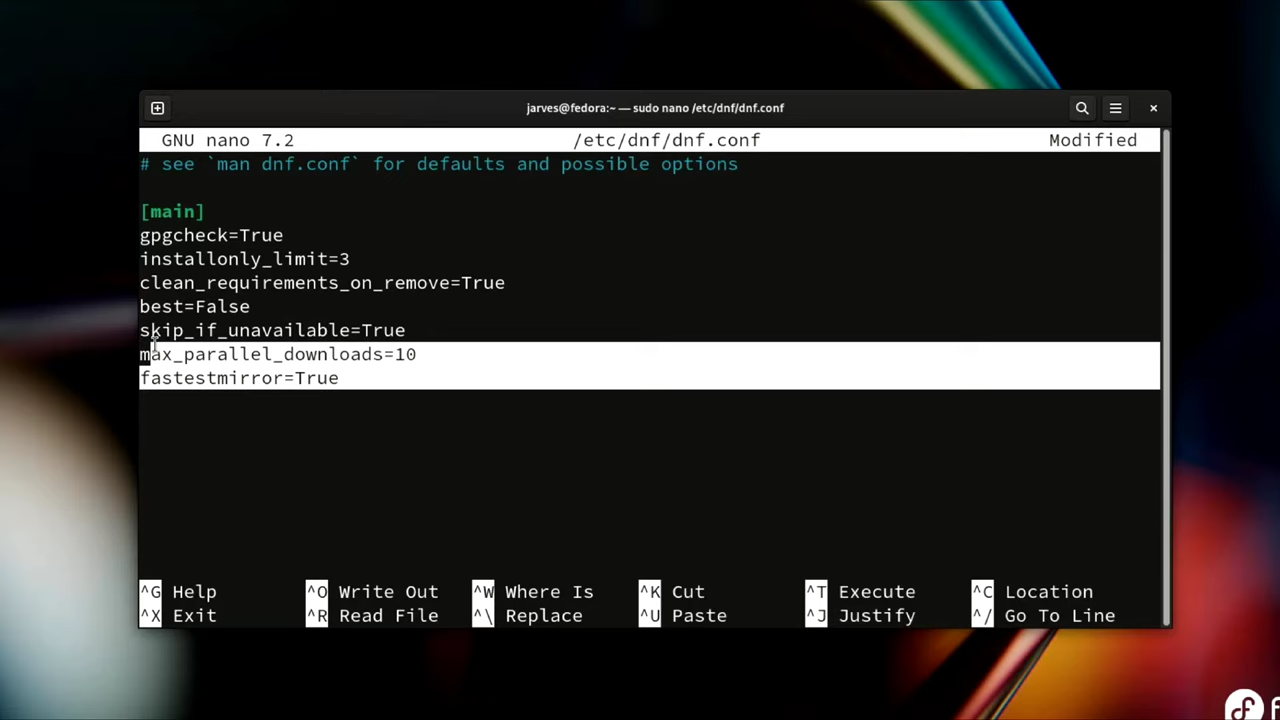 jarves@fedora:~ — sudo nano /etc/dnf/dnf.conf
GNU nano 7.2 /etc/dnf/dnf.conf Modified
# see `man dnf.conf` for defaults and possible options
[main]
gpgcheck=True
installonly_limit=3
clean_requirements_on_remove=True
best=False
skip_if_unavailable=True
max_parallel_downloads=10
fastestmirror=True
^G Help ^O Write Out ^W Where Is ^K Cut ^T Execute ^C Location
^X Exit ^R Read File ^\ Replace ^U Paste ^J Justify ^/ Go To Line